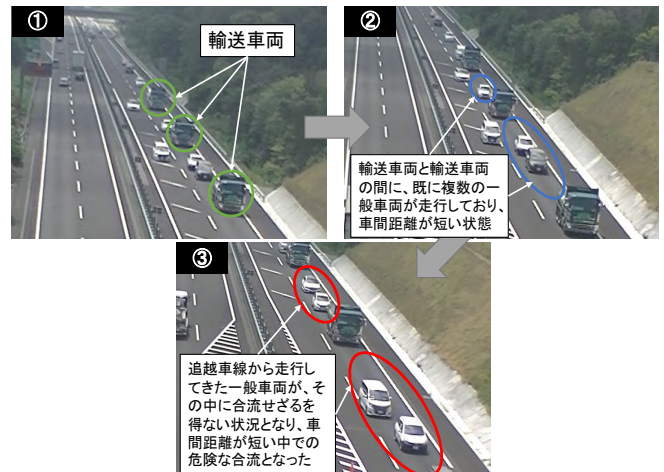 ①
輸送車両
②
輸送車両と輸送車両
の間に、既に複数の一
般車両が走行しており、
車間距離が短い状態
③
追越車線から走行し
てきた一般車両が、そ
の中に合流せざるを
得ない状況となり、車
間距離が短い中での
危険な合流となった